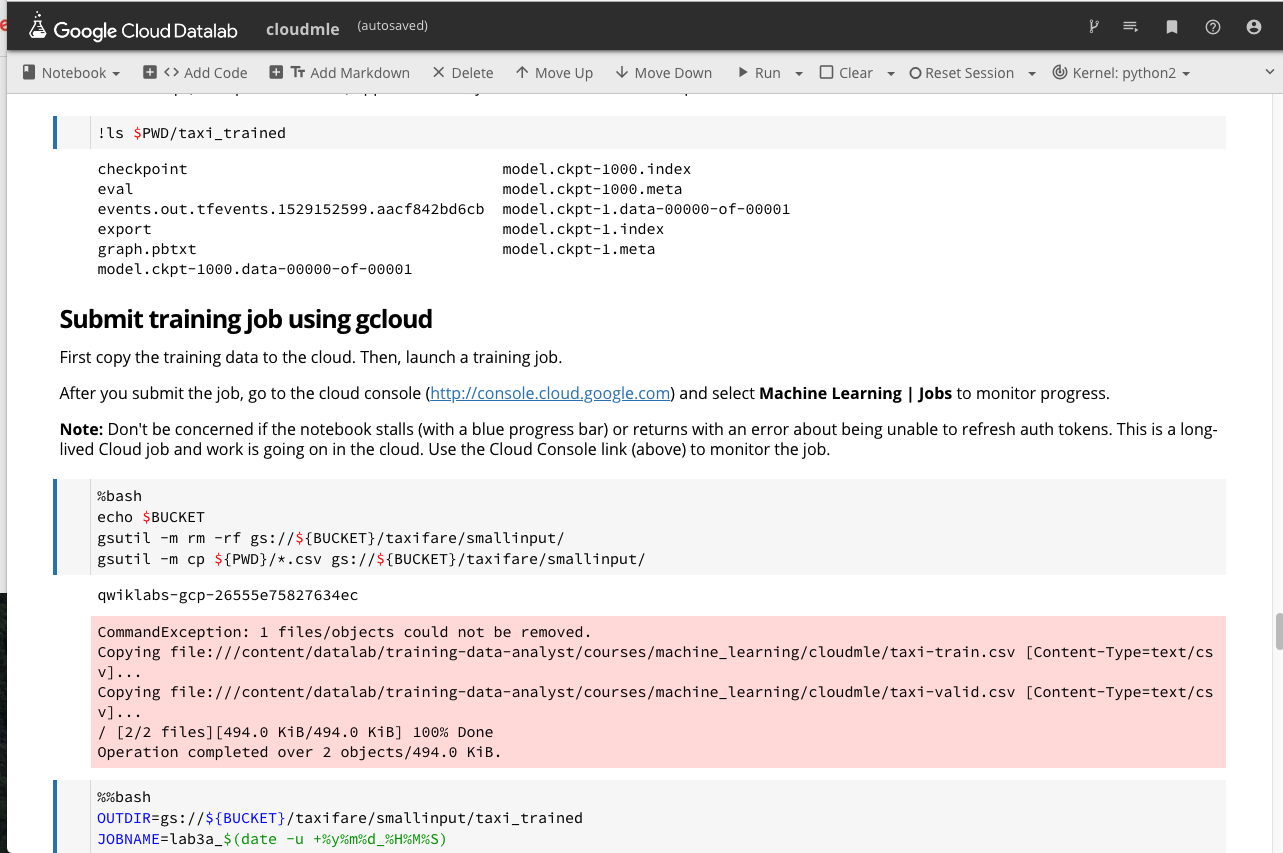 Google Cloud Datalab cloudmle (autosaved)
Notebook Add Code Tт Add Markdown Delete Move Up Move Down Run Clear Reset Session Kernel: python2
!ls $PWD/taxi_trained
checkpoint model.ckpt-1000.index
eval model.ckpt-1000.meta
events.out.tfevents.1529152599.aacf842bd6cb model.ckpt-1.data-00000-of-00001
export model.ckpt-1.index
graph.pbtxt model.ckpt-1.meta
model.ckpt-1000.data-00000-of-00001
Submit training job using gcloud
First copy the training data to the cloud. Then, launch a training job.
After you submit the job, go to the cloud console (http://console.cloud.google.com) and select Machine Learning | Jobs to monitor progress.
Note: Don't be concerned if the notebook stalls (with a blue progress bar) or returns with an error about being unable to refresh auth tokens. This is a long-
lived Cloud job and work is going on in the cloud. Use the Cloud Console link (above) to monitor the job.
%bash
echo $BUCKET
gsutil -m rm -rf gs://${BUCKET}/taxifare/smallinput/
gsutil -m cp ${PWD}/*.csv gs://${BUCKET}/taxifare/smallinput/
qwiklabs-gcp-26555e75827634ec
CommandException: 1 files/objects could not be removed.
Copying file:///content/datalab/training-data-analyst/courses/machine_learning/cloudmle/taxi-train.csv [Content-Type=text/cs
v]...
Copying file:///content/datalab/training-data-analyst/courses/machine_learning/cloudmle/taxi-valid.csv [Content-Type=text/cs
v]...
/ [2/2 files][494.0 KiB/494.0 KiB] 100% Done
Operation completed over 2 objects/494.0 KiB.
%%bash
OUTDIR=gs://${BUCKET}/taxifare/smallinput/taxi_trained
JOBNAME=lab3a_$(date -u +%y%m%d_%H%M%S)